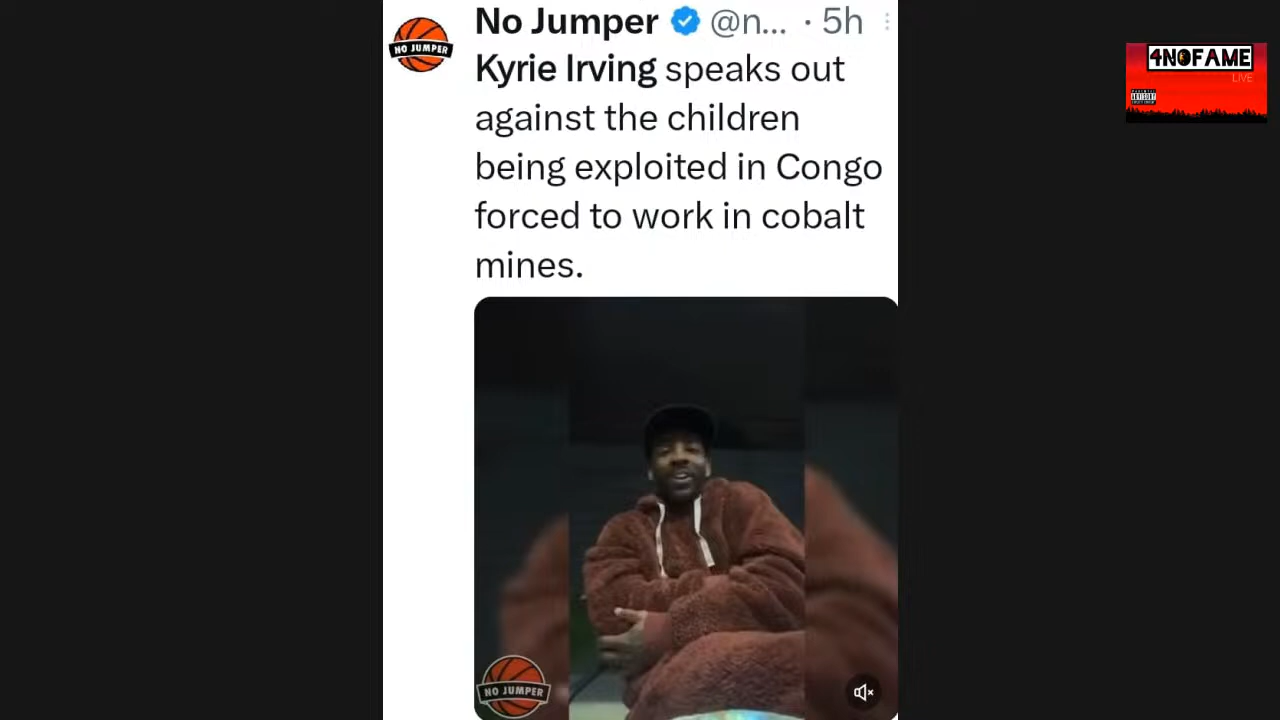 No Jumper @n... · 5h
Kyrie Irving speaks out
against the children
being exploited in Congo
forced to work in cobalt
mines.
NO JUMPER
4NOFAME
LIVE
NO JUMPER